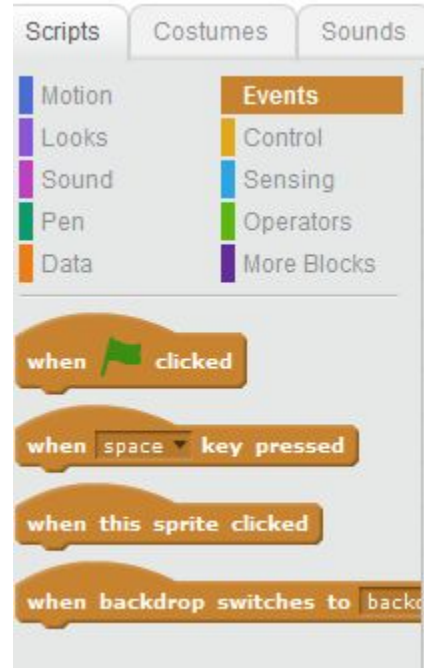 Scripts Costumes Sounds
Motion Events
Looks Control
Sound Sensing
Pen Operators
Data More Blocks
when clicked
when space key pressed
when this sprite clicked
when backdrop switches to backd